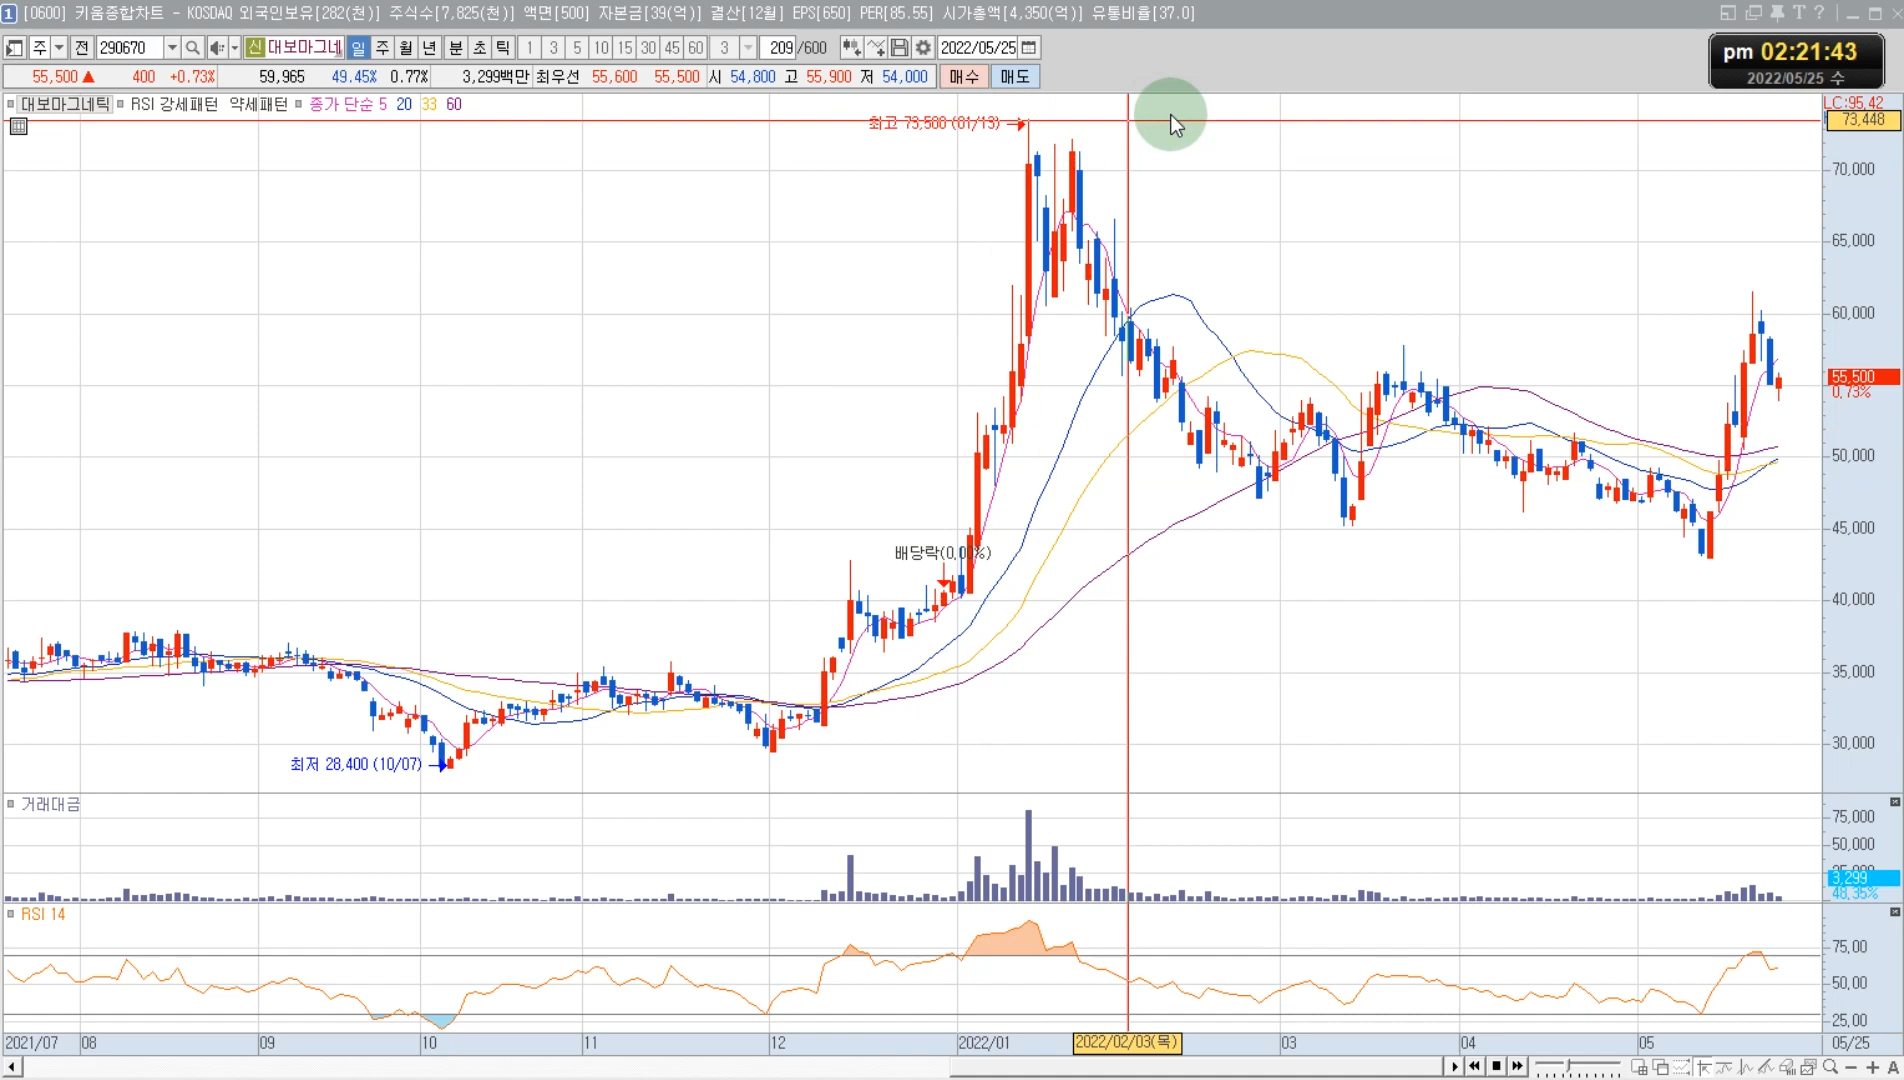 1 [0600] 키움종합차트 - KOSDAQ 외국인보유[282(천)] 주식수[7,825(천)] 액면[500] 자본금[39(억)] 결산[12월] EPS[650] PER[85.55] 시가총액[4,350(억)] 유통비율[37.0] T ?
주 전 290670 신 대보마그네 일 주 월 년 분 초 틱 1 3 5 10 15 30 45 60 3 209 /600 2022/05/25
pm 02:21:43
2022/05/25 수
55,500 ▲ 400 +0.73% 59,965 49.45% 0.77% 3,299백만 최우선 55,600 55,500 시 54,800 고 55,900 저 54,000 매수 매도
대보마그네틱 RSI 강세패턴 약세패턴 종가 단순 5 20 33 60
LC:95,42
73,448
최고 73,500 (01/13)
70,000
65,000
60,000
55,500
0,73%
50,000
45,000
배당락(0,00%)
40,000
35,000
30,000
최저 28,400 (10/07)
거래대금
75,000
50,000
3,299
48,35%
RSI 14
75,00
50,00
25,00
2021/07 08 09 10 11 12 2022/01 2022/02/03(목) 03 04 05 05/25
A